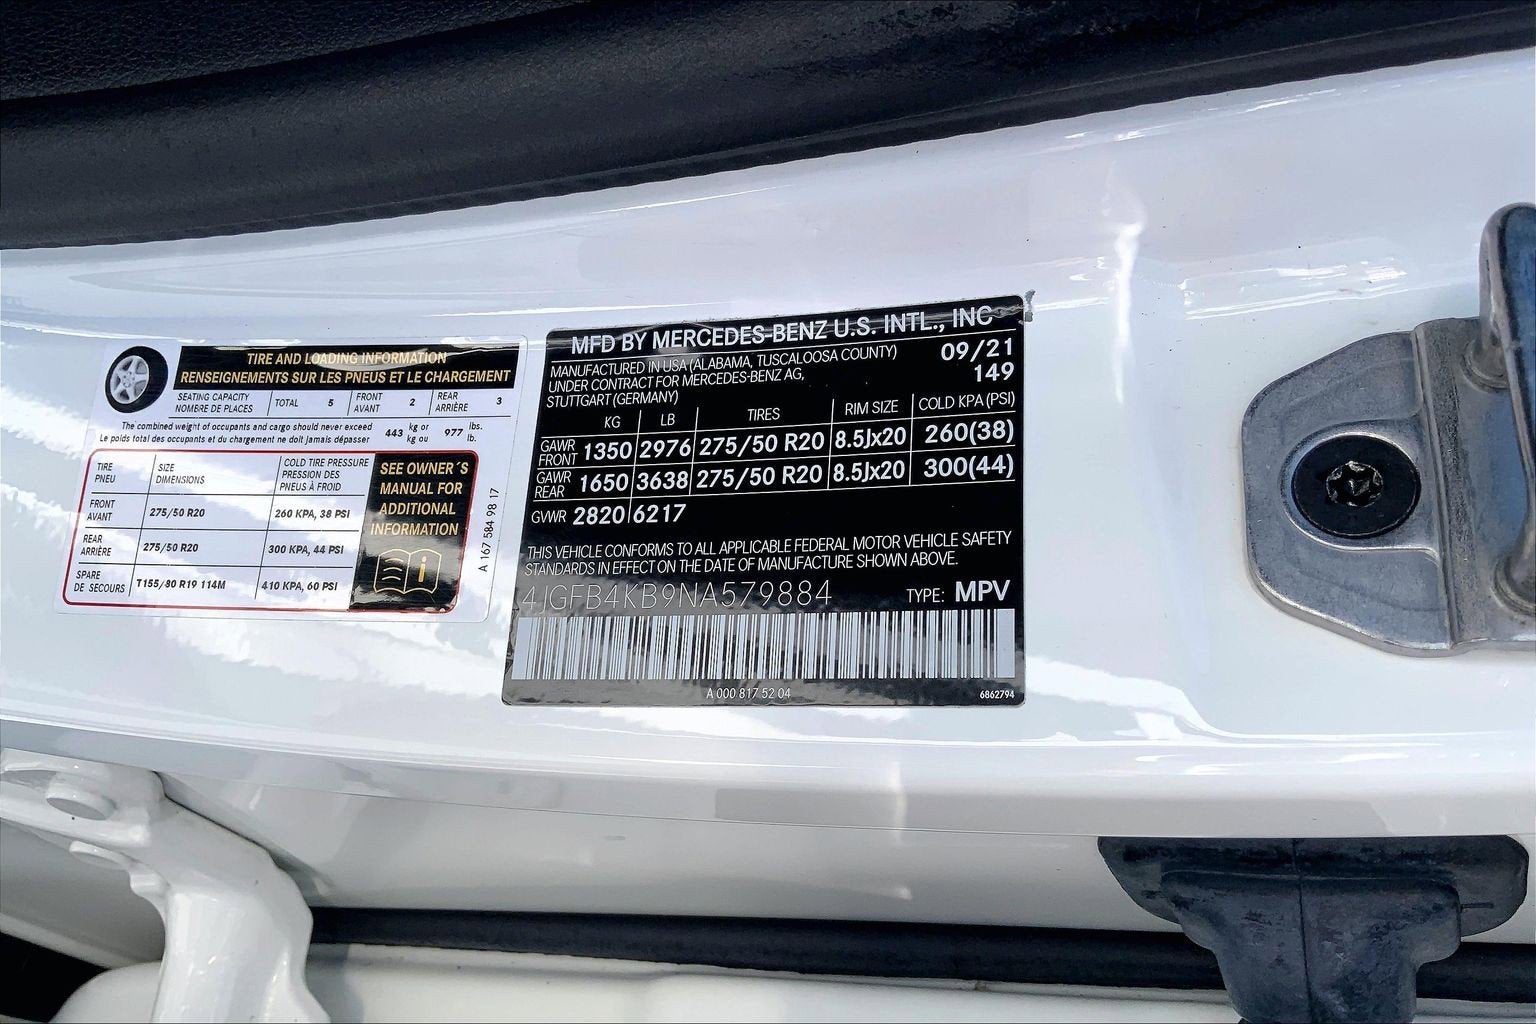 TIRE AND LOADING INFORMATION
RENSEIGNEMENTS SUR LES PNEUS ET LE CHARGEMENT
SEATING CAPACITY
NOMBRE DE PLACES
TOTAL 5
FRONT
AVANT
2
REAR
ARRIÈRE
3
The combined weight of occupants and cargo should never exceed
Le poids total des occupants et du chargement ne doit jamais dépasser
443 kg or
kg ou
977 lbs.
lb.
TIRE
PNEU
SIZE
DIMENSIONS
COLD TIRE PRESSURE
PRESSION DES
PNEUS À FROID
FRONT
AVANT
275/50 R20
260 KPA, 38 PSI
REAR
ARRIÈRE
275/50 R20
300 KPA, 44 PSI
SPARE
DE SECOURS
T155/80 R19 114M
410 KPA, 60 PSI
SEE OWNER´S
MANUAL FOR
ADDITIONAL
INFORMATION
i
A 167 584 98 17
MFD BY MERCEDES-BENZ U.S. INTL., INC
MANUFACTURED IN USA (ALABAMA, TUSCALOOSA COUNTY)
UNDER CONTRACT FOR MERCEDES-BENZ AG,
STUTTGART (GERMANY)
09/21
149
KG LB TIRES RIM SIZE COLD KPA (PSI)
GAWR
FRONT
1350 2976 275/50 R20 8.5Jx20 260(38)
GAWR
REAR
1650 3638 275/50 R20 8.5Jx20 300(44)
GVWR 2820 6217
THIS VEHICLE CONFORMS TO ALL APPLICABLE FEDERAL MOTOR VEHICLE SAFETY
STANDARDS IN EFFECT ON THE DATE OF MANUFACTURE SHOWN ABOVE.
4JGFB4KB9NA579884 TYPE: MPV
A 000 817 52 04
6862794